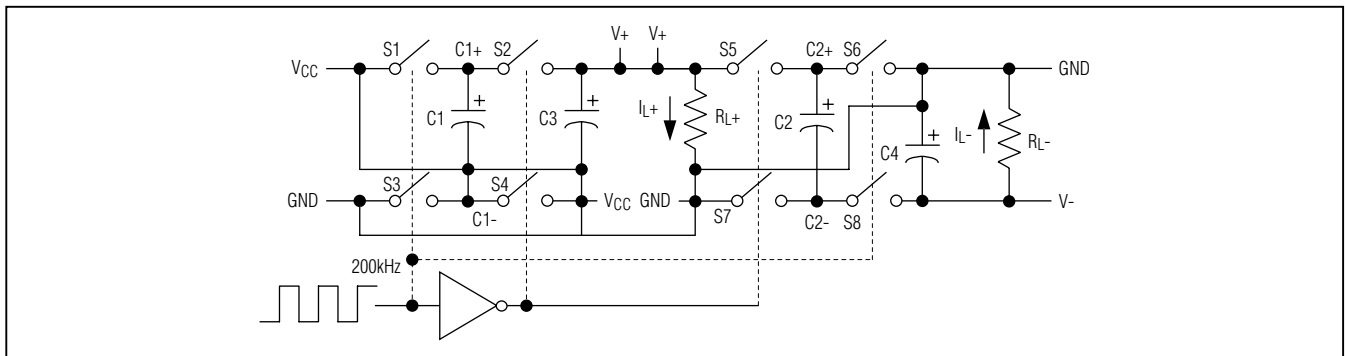 V+ V+
S1 C1+ S2 S5 C2+ S6
VCC GND
+ + + +
C1 C3 IL+ RL+ C2 C4 IL- RL-
S3 S4
GND VCC GND V-
C1- S7 C2- S8
200kHz